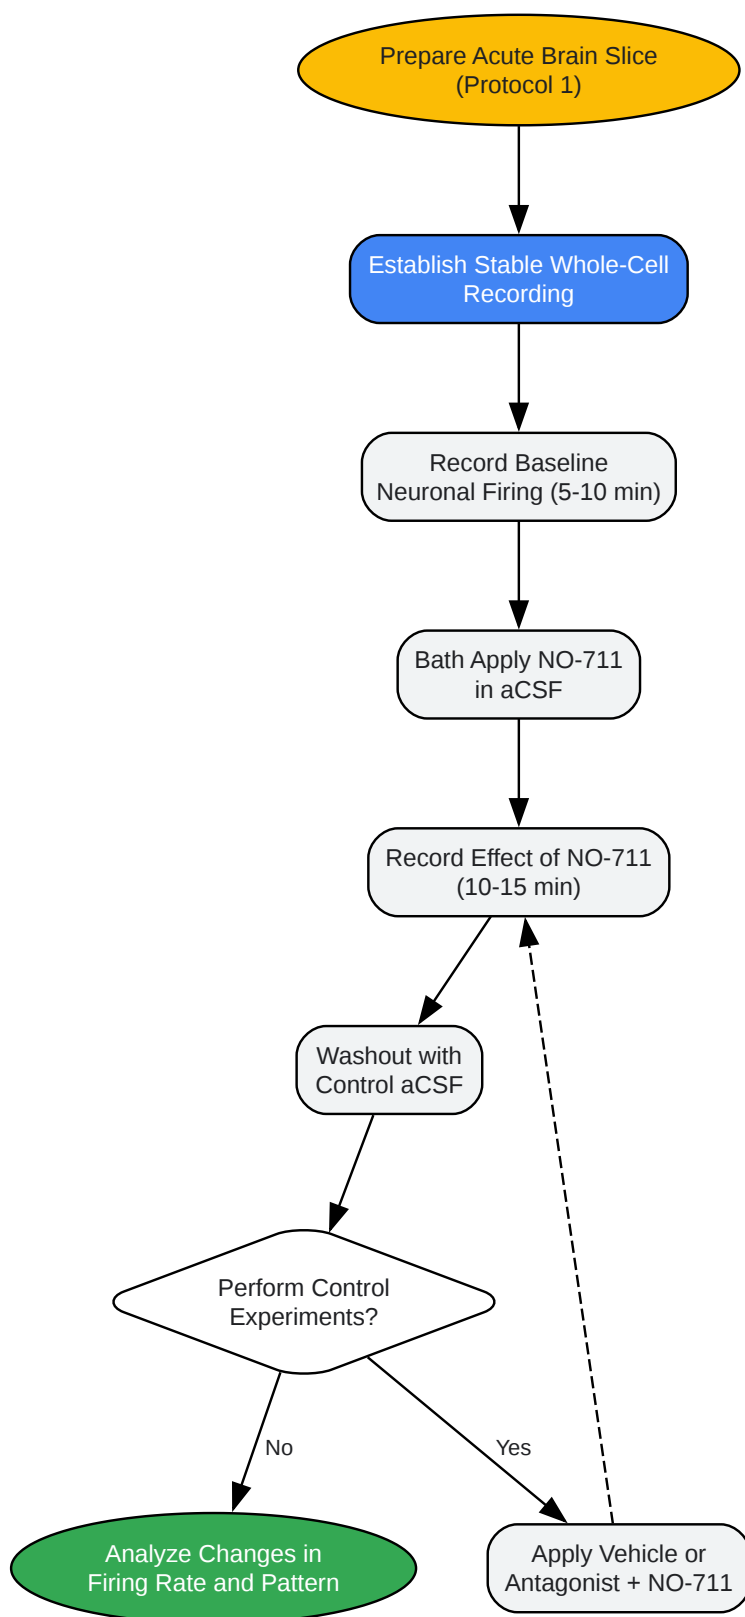 Prepare Acute Brain Slice
(Protocol 1)
Establish Stable Whole-Cell
Recording
Record Baseline
Neuronal Firing (5-10 min)
Bath Apply NO-711
in aCSF
Record Effect of NO-711
(10-15 min)
Washout with
Control aCSF
Perform Control
Experiments?
No
Yes
Analyze Changes in
Firing Rate and Pattern
Apply Vehicle or
Antagonist + NO-711